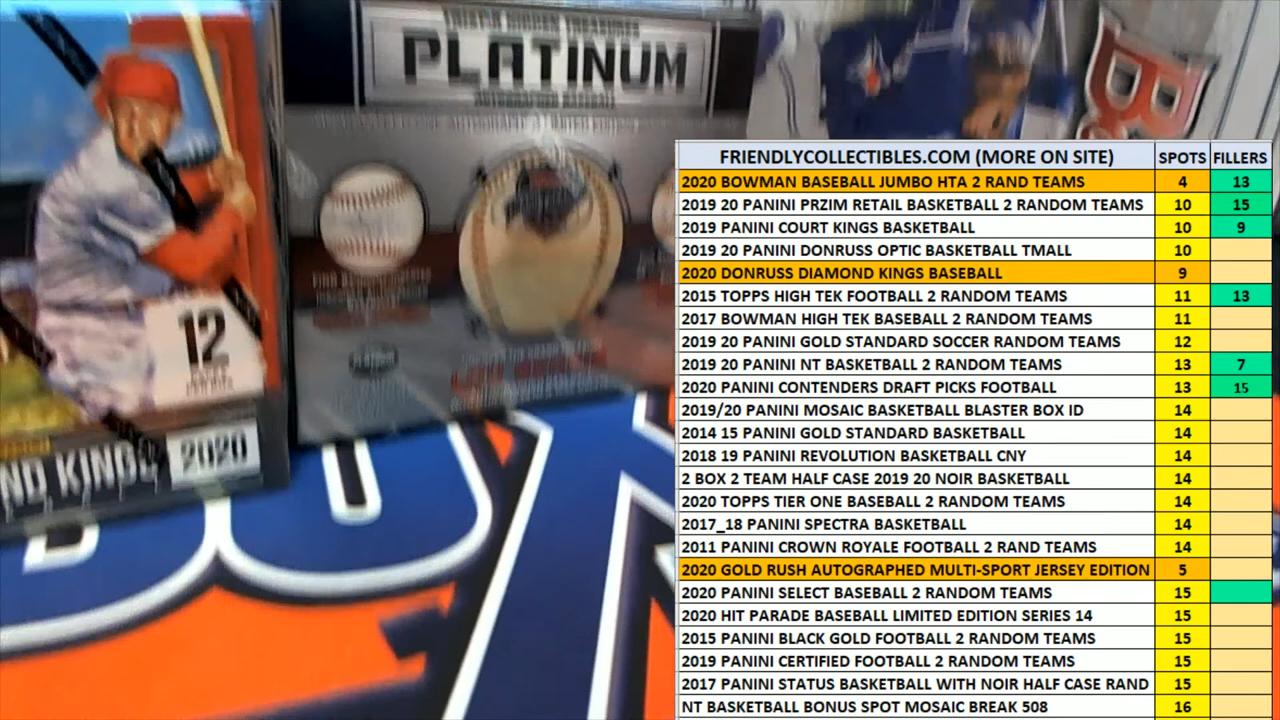 PLATINUM
12
2020
FRIENDLYCOLLECTIBLES.COM (MORE ON SITE) SPOTS FILLERS
2020 BOWMAN BASEBALL JUMBO HTA 2 RAND TEAMS 4 13
2019 20 PANINI PRZIM RETAIL BASKETBALL 2 RANDOM TEAMS 10 15
2019 PANINI COURT KINGS BASKETBALL 10 9
2019 20 PANINI DONRUSS OPTIC BASKETBALL TMALL 10
2020 DONRUSS DIAMOND KINGS BASEBALL 9
2015 TOPPS HIGH TEK FOOTBALL 2 RANDOM TEAMS 11 13
2017 BOWMAN HIGH TEK BASEBALL 2 RANDOM TEAMS 11
2019 20 PANINI GOLD STANDARD SOCCER RANDOM TEAMS 12
2019 20 PANINI NT BASKETBALL 2 RANDOM TEAMS 13 7
2020 PANINI CONTENDERS DRAFT PICKS FOOTBALL 13 15
2019/20 PANINI MOSAIC BASKETBALL BLASTER BOX ID 14
2014 15 PANINI GOLD STANDARD BASKETBALL 14
2018 19 PANINI REVOLUTION BASKETBALL CNY 14
2 BOX 2 TEAM HALF CASE 2019 20 NOIR BASKETBALL 14
2020 TOPPS TIER ONE BASEBALL 2 RANDOM TEAMS 14
2017_18 PANINI SPECTRA BASKETBALL 14
2011 PANINI CROWN ROYALE FOOTBALL 2 RAND TEAMS 14
2020 GOLD RUSH AUTOGRAPHED MULTI-SPORT JERSEY EDITION 5
2020 PANINI SELECT BASEBALL 2 RANDOM TEAMS 15
2020 HIT PARADE BASEBALL LIMITED EDITION SERIES 14 15
2015 PANINI BLACK GOLD FOOTBALL 2 RANDOM TEAMS 15
2019 PANINI CERTIFIED FOOTBALL 2 RANDOM TEAMS 15
2017 PANINI STATUS BASKETBALL WITH NOIR HALF CASE RAND 15
NT BASKETBALL BONUS SPOT MOSAIC BREAK 508 16